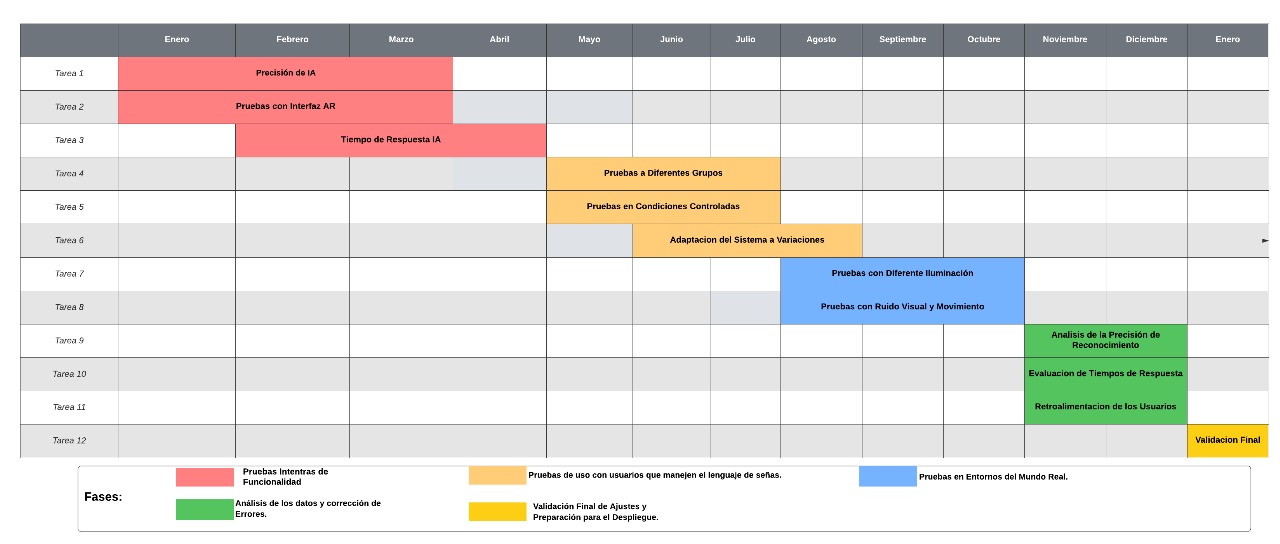 Enero Febrero Marzo Abril Mayo Junio Julio Agosto Septiembre Octubre Noviembre Diciembre Enero
Tarea 1 Precisión de IA
Tarea 2 Pruebas con Interfaz AR
Tarea 3 Tiempo de Respuesta IA
Tarea 4 Pruebas a Diferentes Grupos
Tarea 5 Pruebas en Condiciones Controladas
Tarea 6 Adaptacion del Sistema a Variaciones
Tarea 7 Pruebas con Diferente Iluminación
Tarea 8 Pruebas con Ruido Visual y Movimiento
Tarea 9 Analisis de la Precisión de
Reconocimiento
Tarea 10 Evaluacion de Tiempos de Respuesta
Tarea 11 Retroalimentacion de los Usuarios
Tarea 12 Validacion Final
Fases:
Pruebas Intentras de
Funcionalidad
Pruebas de uso con usuarios que manejen el lenguaje de señas.
Pruebas en Entornos del Mundo Real.
Análisis de los datos y corrección de
Errores.
Validación Final de Ajustes y
Preparación para el Despliegue.